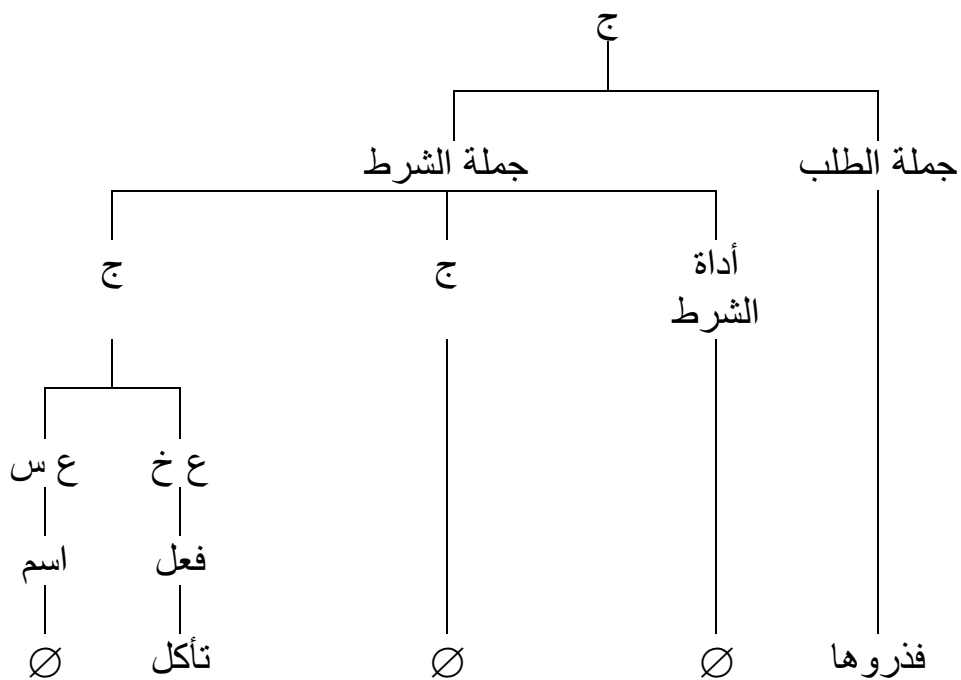 ج
جملة الطلب
جملة الشرط
أداة
الشرط
ج
ج
ع خ
ع س
فعل
اسم
فذروها
∅
∅
تأكل
∅